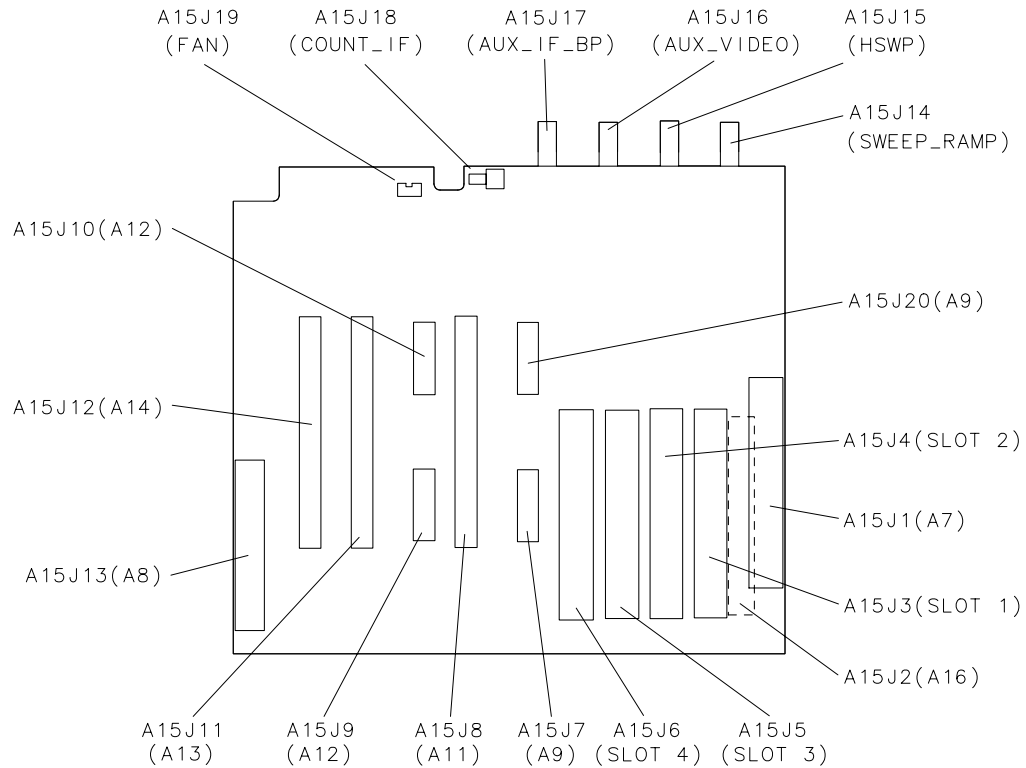 A15J19
(FAN)
A15J18
(COUNT_IF)
A15J17
(AUX_IF_BP)
A15J16
(AUX_VIDEO)
A15J15
(HSWP)
A15J14
(SWEEP_RAMP)
A15J10(A12)
A15J20(A9)
A15J12(A14)
A15J4(SLOT 2)
A15J1(A7)
A15J13(A8)
A15J3(SLOT 1)
A15J2(A16)
A15J11
(A13)
A15J9
(A12)
A15J8
(A11)
A15J7
(A9)
A15J6
(SLOT 4)
A15J5
(SLOT 3)